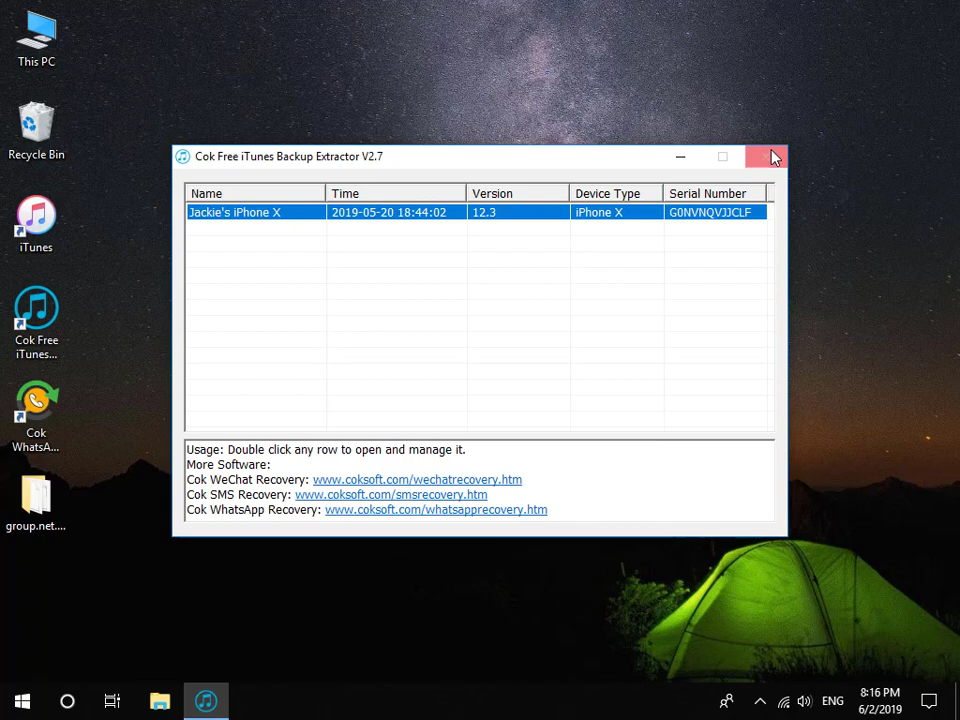 This PC
Recycle Bin
iTunes
Cok Free
iTunes...
Cok
WhatsA...
group.net....
Cok Free iTunes Backup Extractor V2.7
Name Time Version Device Type Serial Number
Jackie's iPhone X 2019-05-20 18:44:02 12.3 iPhone X G0NVNQVJJCLF
Usage: Double click any row to open and manage it.
More Software:
Cok WeChat Recovery: www.coksoft.com/wechatrecovery.htm
Cok SMS Recovery: www.coksoft.com/smsrecovery.htm
Cok WhatsApp Recovery: www.coksoft.com/whatsapprecovery.htm
ENG
8:16 PM
6/2/2019